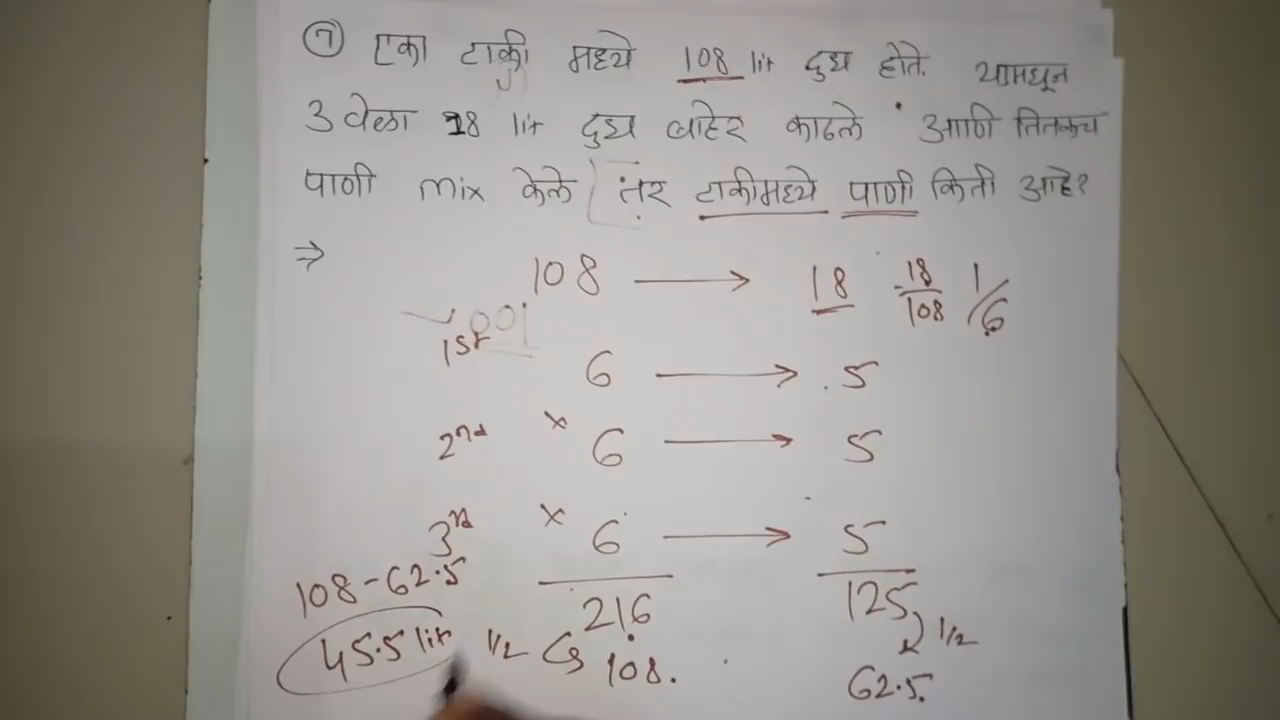 १ एका टाकी मध्ये 108 lit दुध होते. यामधून
3 वेळा 18 lit दुध बाहेर काढले आणि तितकच
पाणी mix केले तर टाकीमध्ये पाणी किती आहे?
⇒
108 → 18 18/108 1/6
1st 6 → 5
2nd × 6 → 5
3rd × 6 → 5
108-62.5 216 125
45.5 lit 1/2 108. 1/2
62.5